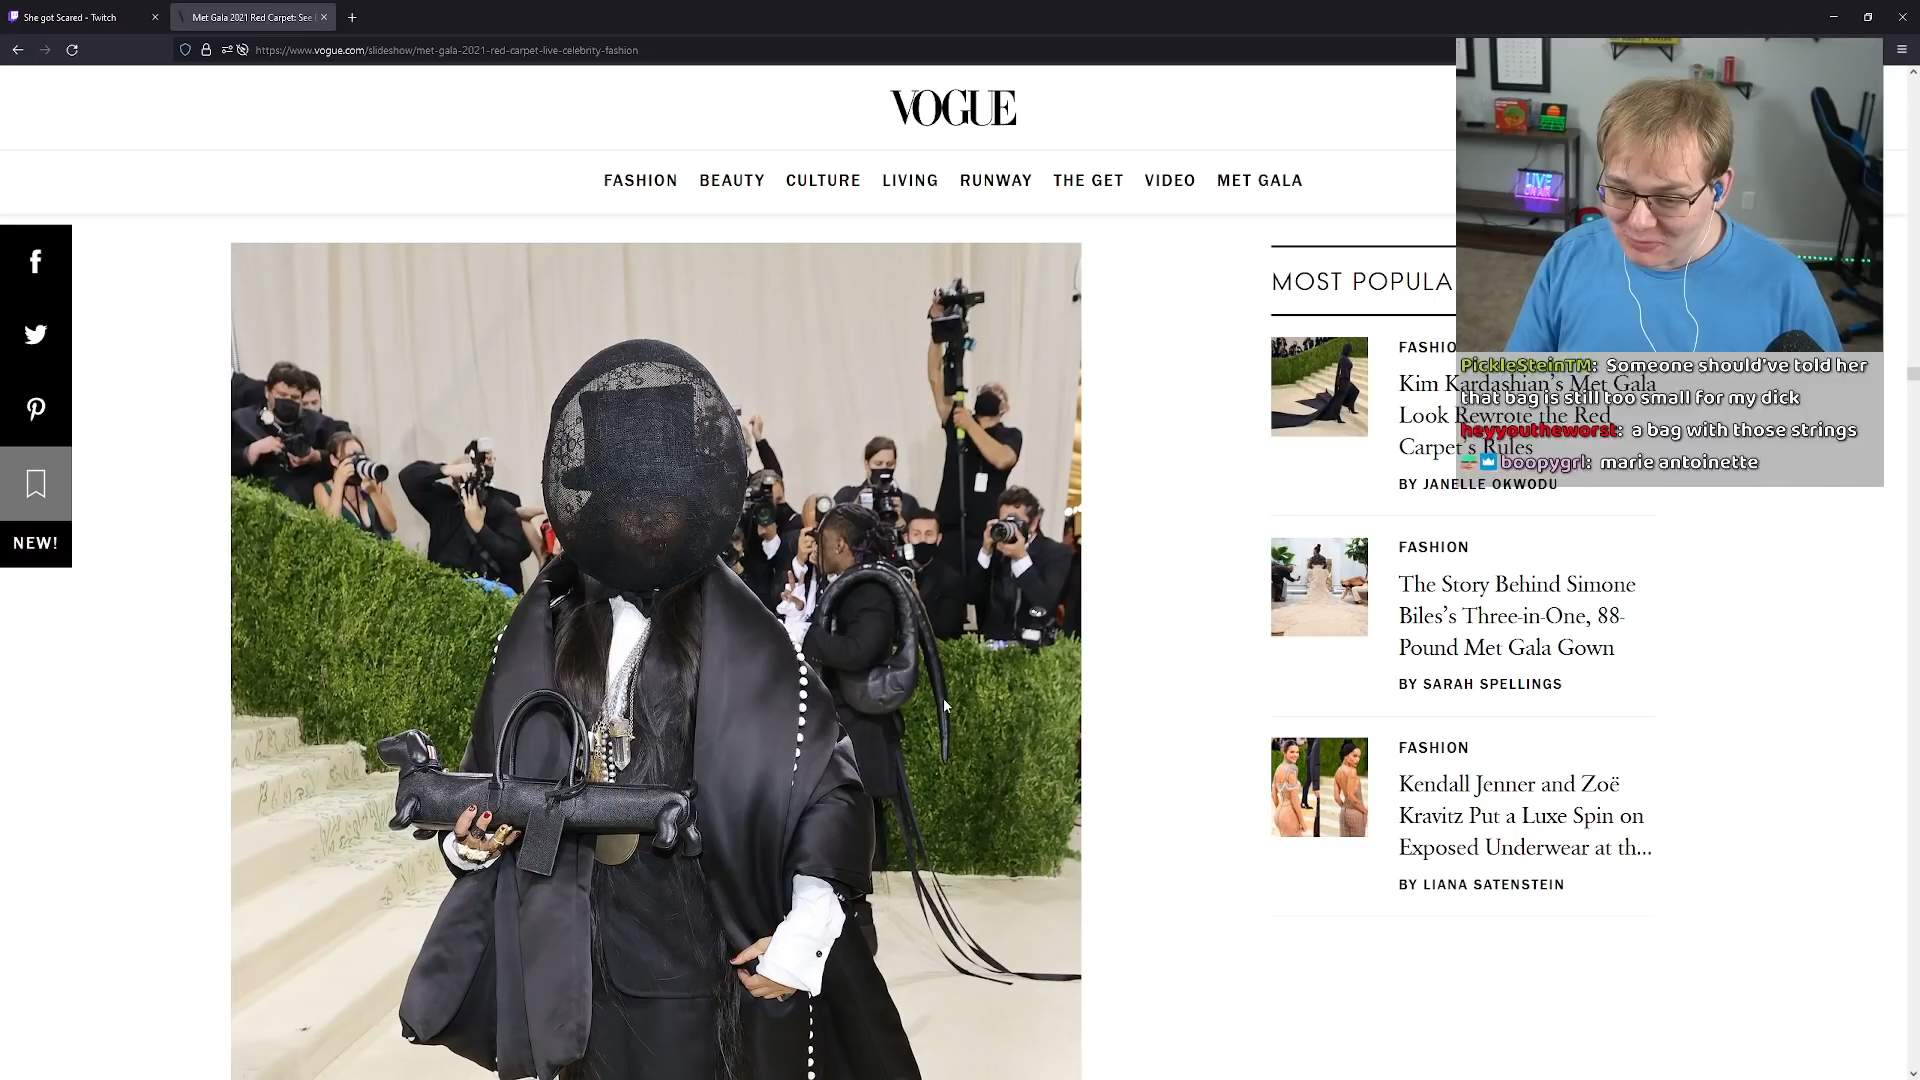 She got Scared - Twitch
Met Gala 2021 Red Carpet: See
https://www.vogue.com/slideshow/met-gala-2021-red-carpet-live-celebrity-fashion
VOGUE
FASHION BEAUTY CULTURE LIVING RUNWAY THE GET VIDEO MET GALA
NEW!
MOST POPULA
FASHIO
Kim Kardashian's Met Gala
Look Rewrote the Red
Carpet's Rules
BY JANELLE OKWODU
FASHION
The Story Behind Simone
Biles's Three-in-One, 88-
Pound Met Gala Gown
BY SARAH SPELLINGS
FASHION
Kendall Jenner and Zoë
Kravitz Put a Luxe Spin on
Exposed Underwear at th...
BY LIANA SATENSTEIN
LIVE
ON AIR
PickleSteinTM: Someone should've told her
that bag is still too small for my dick
heyyoutheworst: a bag with those strings
boopygrl: marie antoinette